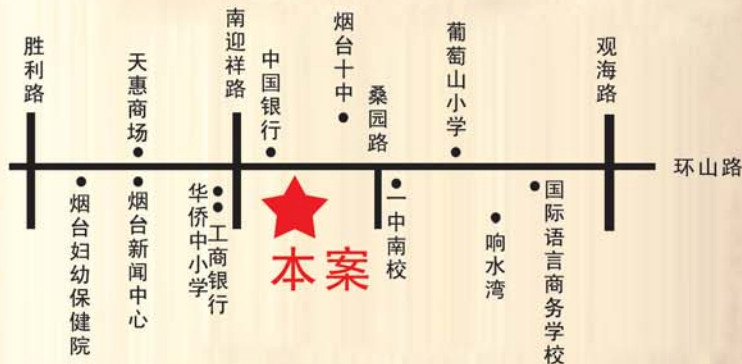 胜利路
天惠商场
南迎祥路
中国银行
烟台十中
桑园路
葡萄山小学
观海路
环山路
烟台妇幼保健院
烟台新闻中心
华侨中小学
工商银行
本案
一中南校
响水湾
国际语言商务学校